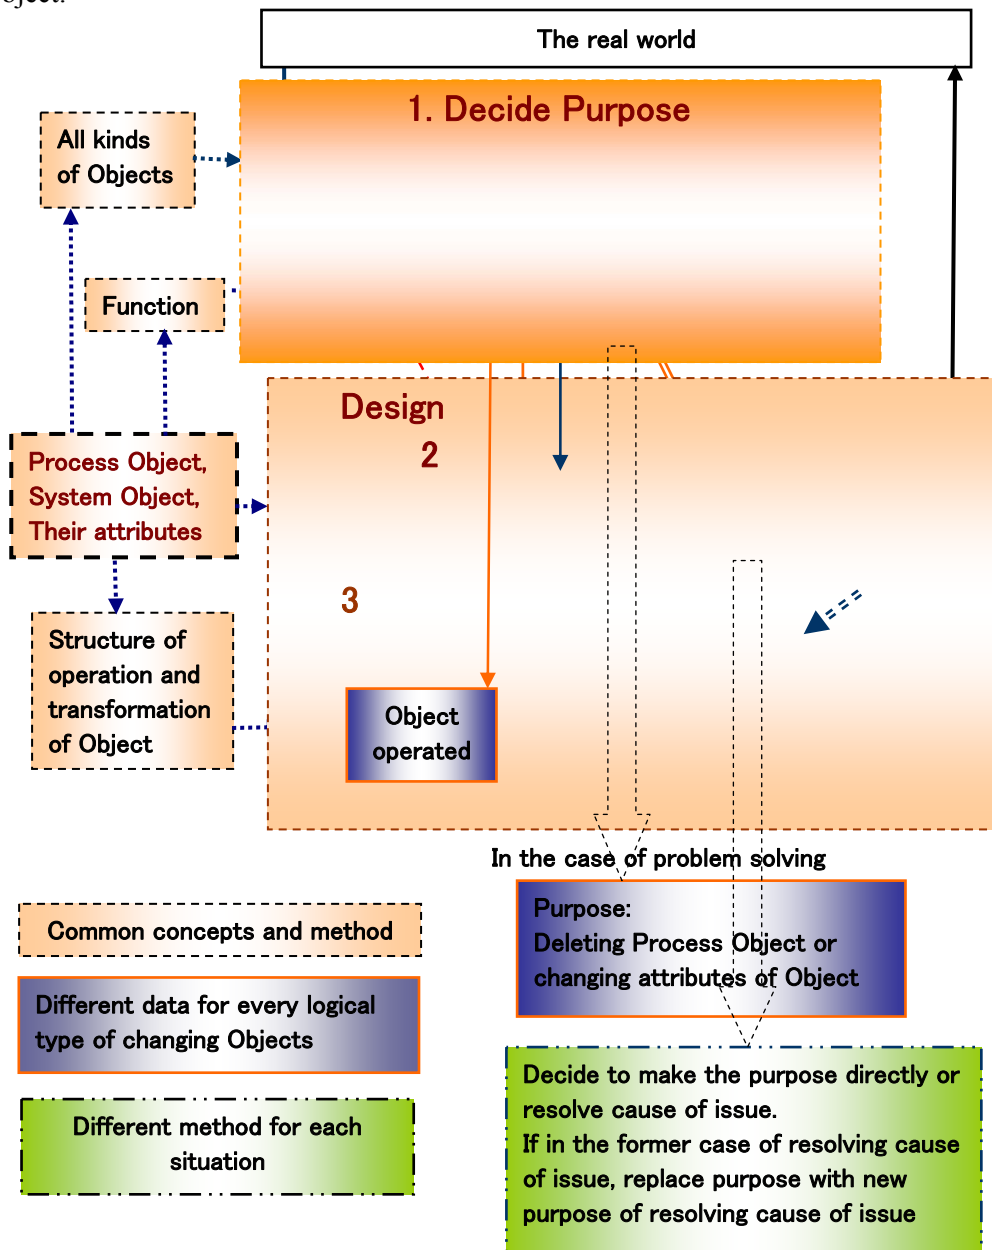 bject.
The real world
1. Decide Purpose
All kinds
of Objects
Function
Design
2
Process Object,
System Object,
Their attributes
3
Structure of
operation and
transformation
of Object
Object
operated
In the case of problem solving
Purpose:
Deleting Process Object or
changing attributes of Object
Common concepts and method
Different data for every logical
type of changing Objects
Decide to make the purpose directly or
resolve cause of issue.
If in the former case of resolving cause
of issue, replace purpose with new
purpose of resolving cause of issue
Different method for each
situation